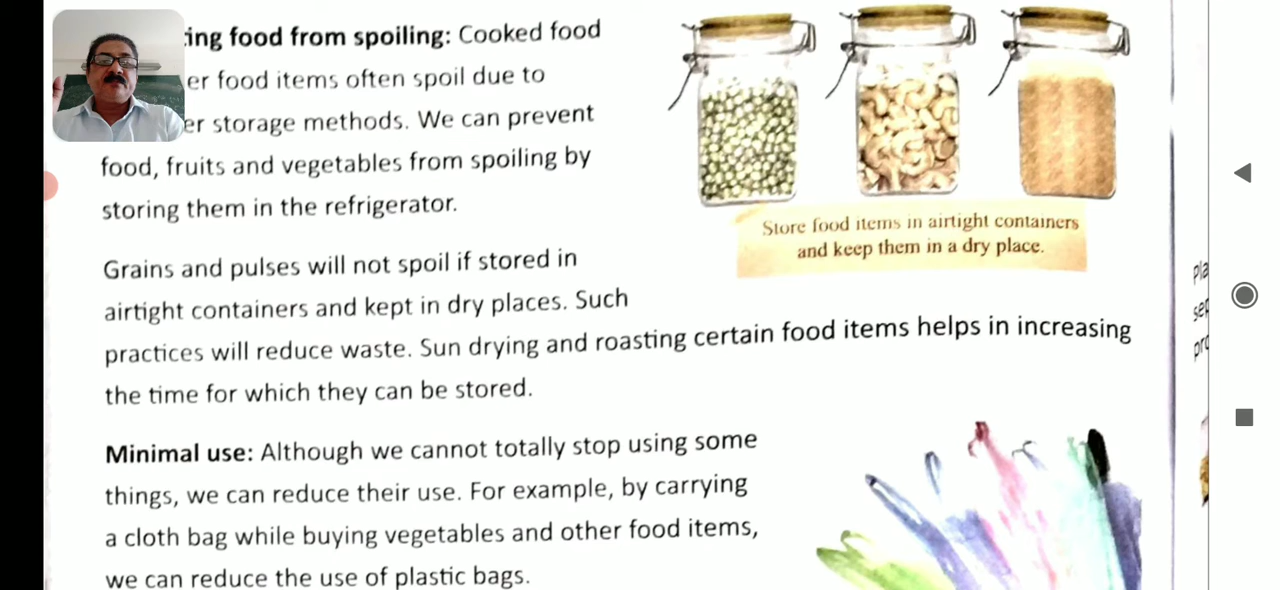 ing food from spoiling: Cooked food
er food items often spoil due to
er storage methods. We can prevent
food, fruits and vegetables from spoiling by
storing them in the refrigerator.
Store food items in airtight containers
and keep them in a dry place.
Grains and pulses will not spoil if stored in
airtight containers and kept in dry places. Such
practices will reduce waste. Sun drying and roasting certain food items helps in increasing
the time for which they can be stored.
Minimal use: Although we cannot totally stop using some
things, we can reduce their use. For example, by carrying
a cloth bag while buying vegetables and other food items,
we can reduce the use of plastic bags.
pla
sep
pro